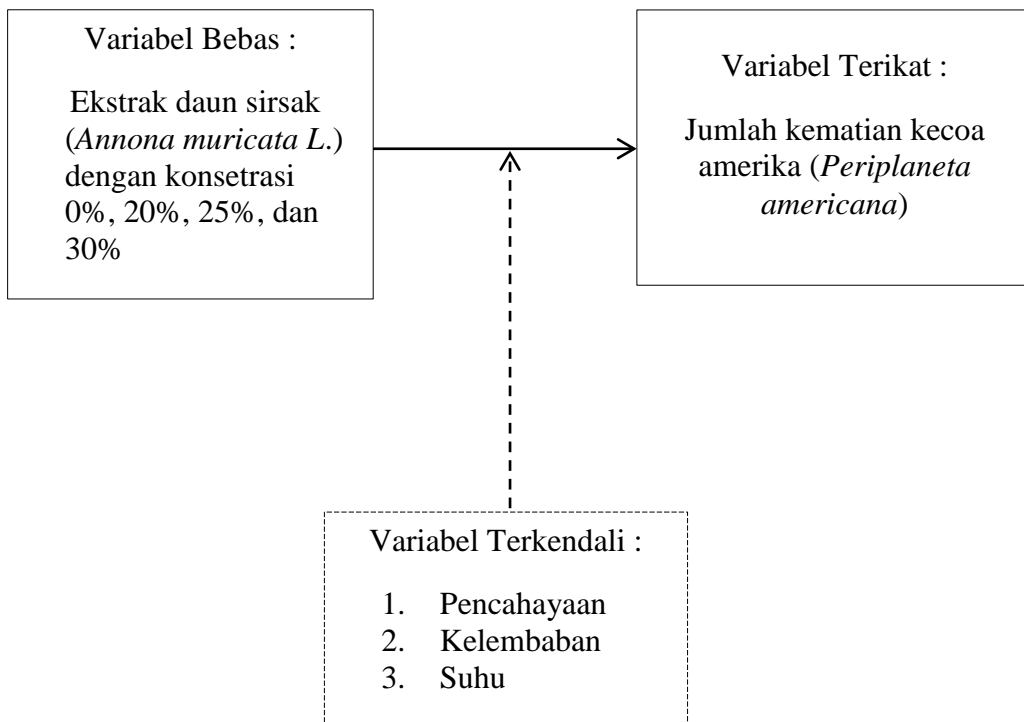 Variabel Bebas :
Ekstrak daun sirsak
(Annona muricata L.)
dengan konsetrasi
0%, 20%, 25%, dan
30%
Variabel Terikat :
Jumlah kematian kecoa
amerika (Periplaneta
americana)
Variabel Terkendali :
1. Pencahayaan
2. Kelembaban
3. Suhu